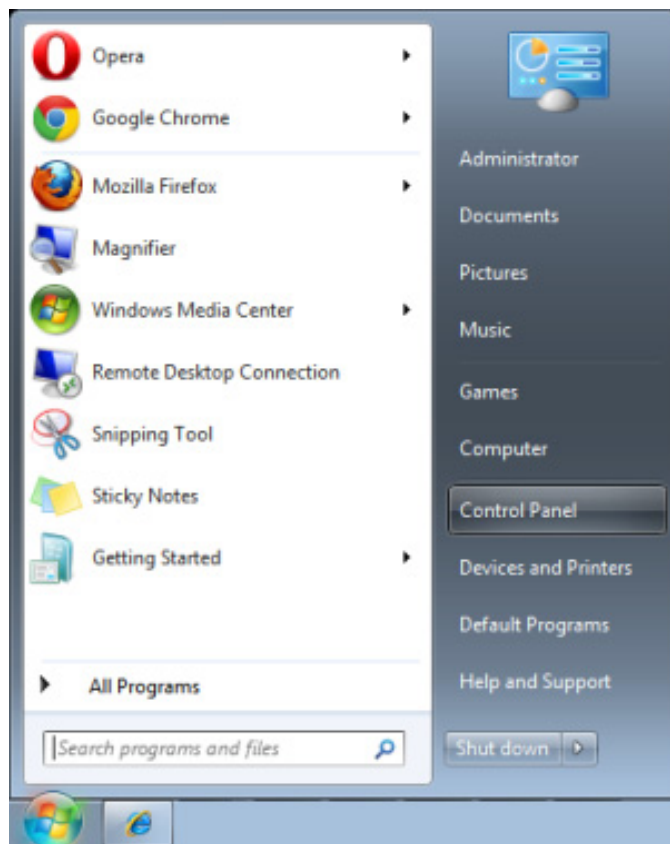 Opera
Google Chrome
Mozilla Firefox
Magnifier
Windows Media Center
Remote Desktop Connection
Snipping Tool
Sticky Notes
Getting Started
All Programs
Search programs and files
Administrator
Documents
Pictures
Music
Games
Computer
Control Panel
Devices and Printers
Default Programs
Help and Support
Shut down